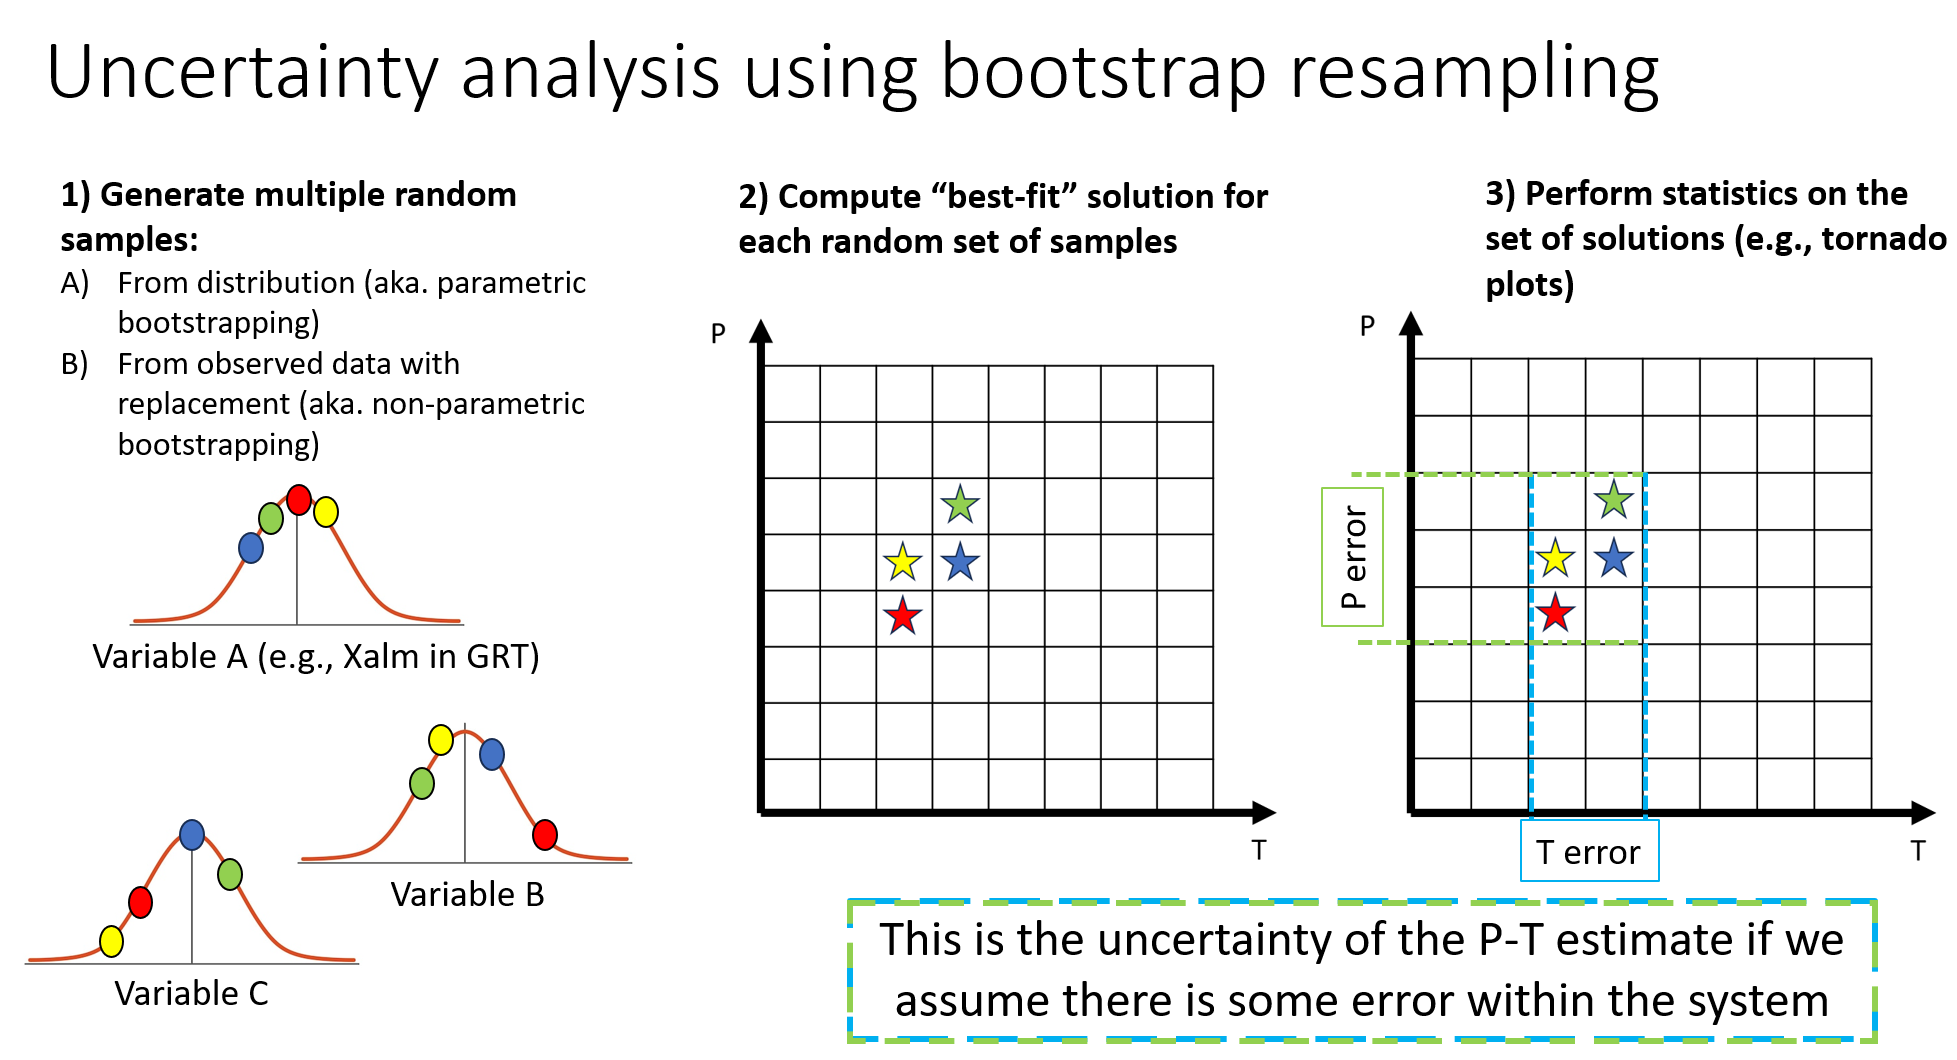 Uncertainty analysis using bootstrap resampling
1) Generate multiple random
samples:
A) From distribution (aka. parametric
bootstrapping)
B) From observed data with
replacement (aka. non-parametric
bootstrapping)
Variable A (e.g., Xalm in GRT)
Variable B
Variable C
2) Compute “best-fit” solution for
each random set of samples
P
T
3) Perform statistics on the
set of solutions (e.g., tornado
plots)
P
P error
T error
T
This is the uncertainty of the P-T estimate if we
assume there is some error within the system